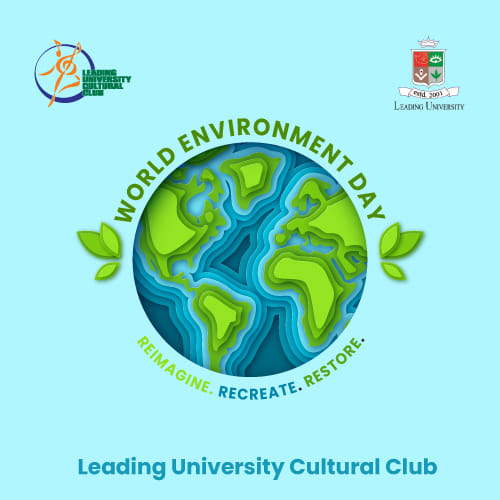 LEADING
UNIVERSITY
CULTURAL
CLUB
estd. 2001
LEADING UNIVERSITY
WORLD ENVIRONMENT DAY
REIMAGINE. RECREATE. RESTORE.
Leading University Cultural Club